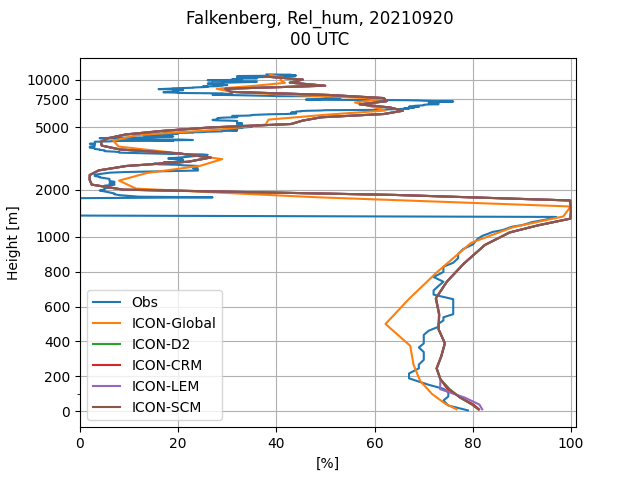 Falkenberg, Rel_hum, 20210920
00 UTC
10000
7500
5000
2000
1000
800
600
400
200
0
Height [m]
Obs
ICON-Global
ICON-D2
ICON-CRM
ICON-LEM
ICON-SCM
0 20 40 60 80 100
[%]